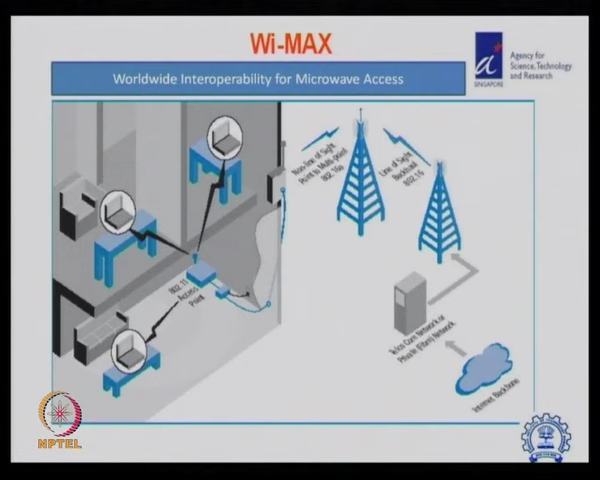 Wi-MAX
Worldwide Interoperability for Microwave Access
Agency for
Science, Technology
and Research
SINGAPORE
Non-line of Sight
Point to Multi-point
802.16a
Line of Sight
Backhaul
802.16
802.11
Access
Point
Telco Core Network or
Private (Fibre) Network
Internet Backbone
NPTEL